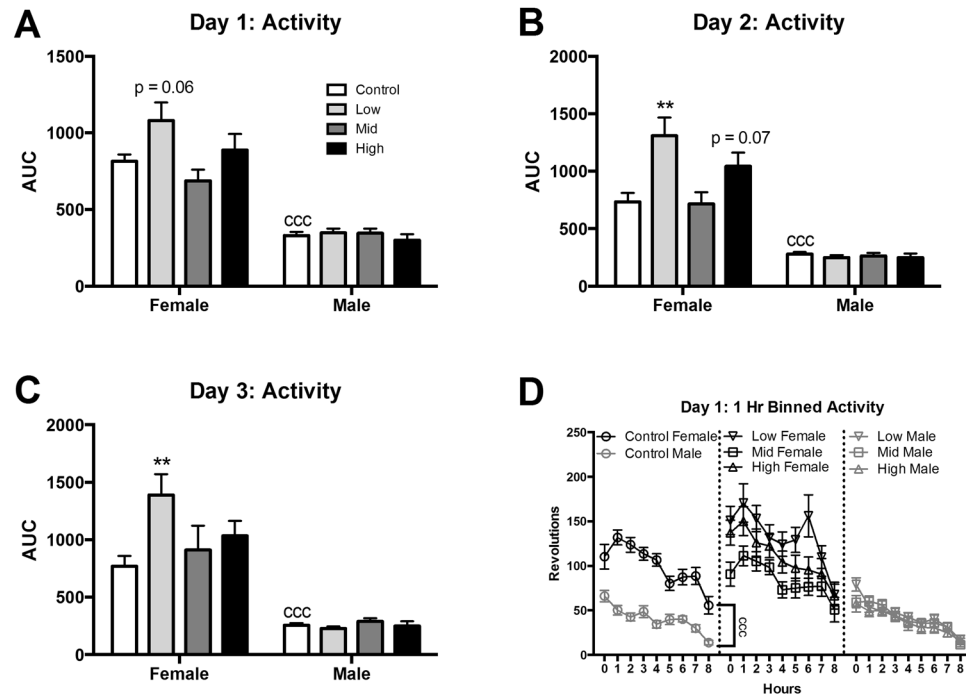 A
Day 1: Activity
1500
1000
500
0
AUC
p = 0.06
Control
Low
Mid
High
CCC
Female
Male
B
Day 2: Activity
2000
1500
1000
500
0
AUC
**
p = 0.07
CCC
Female
Male
C
Day 3: Activity
2000
1500
1000
500
0
AUC
**
CCC
Female
Male
D
Day 1: 1 Hr Binned Activity
250
200
150
100
50
0
Revolutions
Control Female
Control Male
Low Female
Mid Female
High Female
Low Male
Mid Male
High Male
CCC
0 1 2 3 4 5 6 7 8 0 1 2 3 4 5 6 7 8 0 1 2 3 4 5 6 7 8
Hours